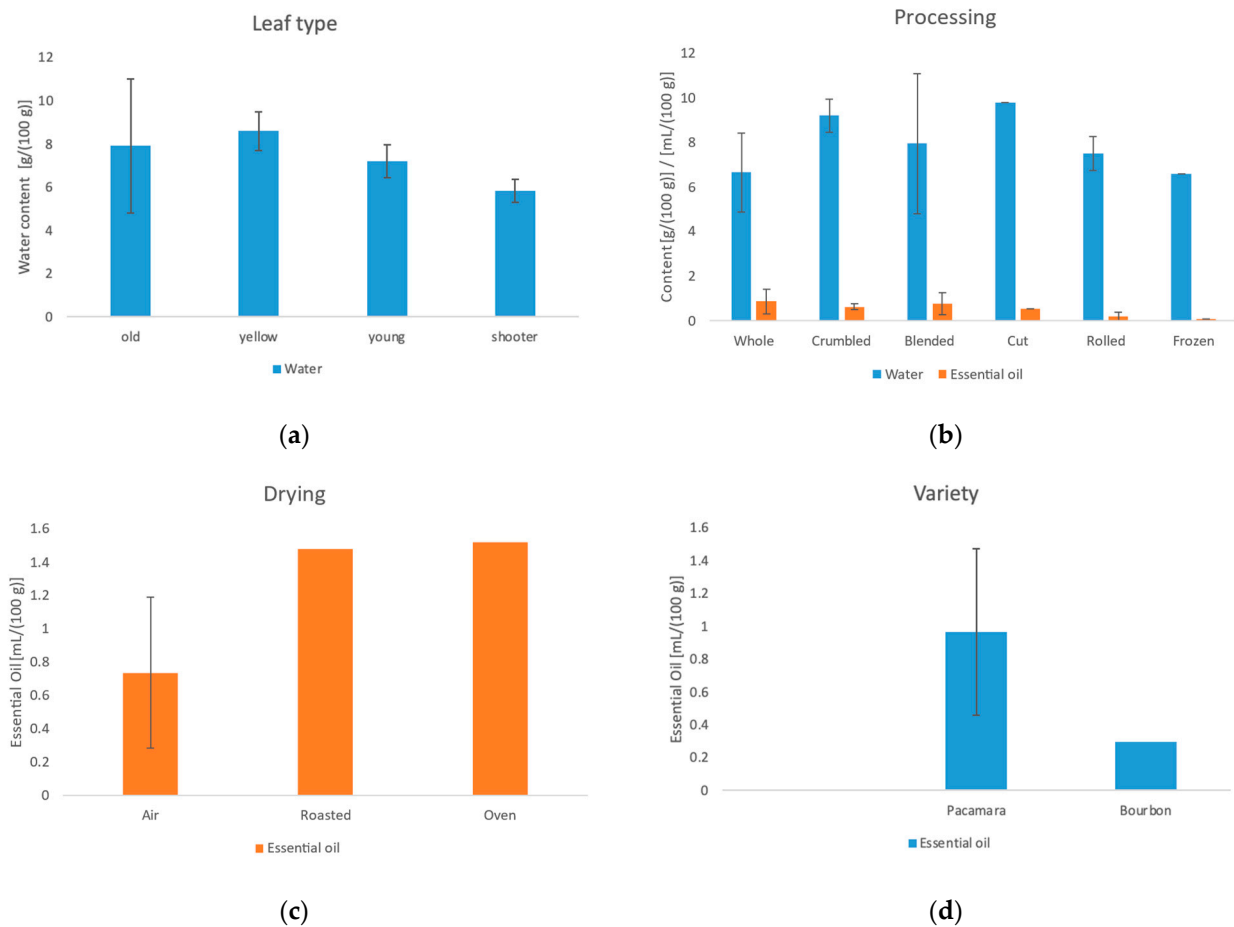 Leaf type
Water content [g/(100 g)]
12
10
8
6
4
2
0
old yellow young shooter
Water
(a)
Processing
Content [g/(100 g)] / [mL/(100 g)]
12
10
8
6
4
2
0
Whole Crumbled Blended Cut Rolled Frozen
Water Essential oil
(b)
Drying
Essential Oil [mL/(100 g)]
1.6
1.4
1.2
1
0.8
0.6
0.4
0.2
0
Air Roasted Oven
Essential oil
(c)
Variety
Essential Oil [mL/(100 g)]
1.6
1.4
1.2
1
0.8
0.6
0.4
0.2
0
Pacamara Bourbon
Essential oil
(d)